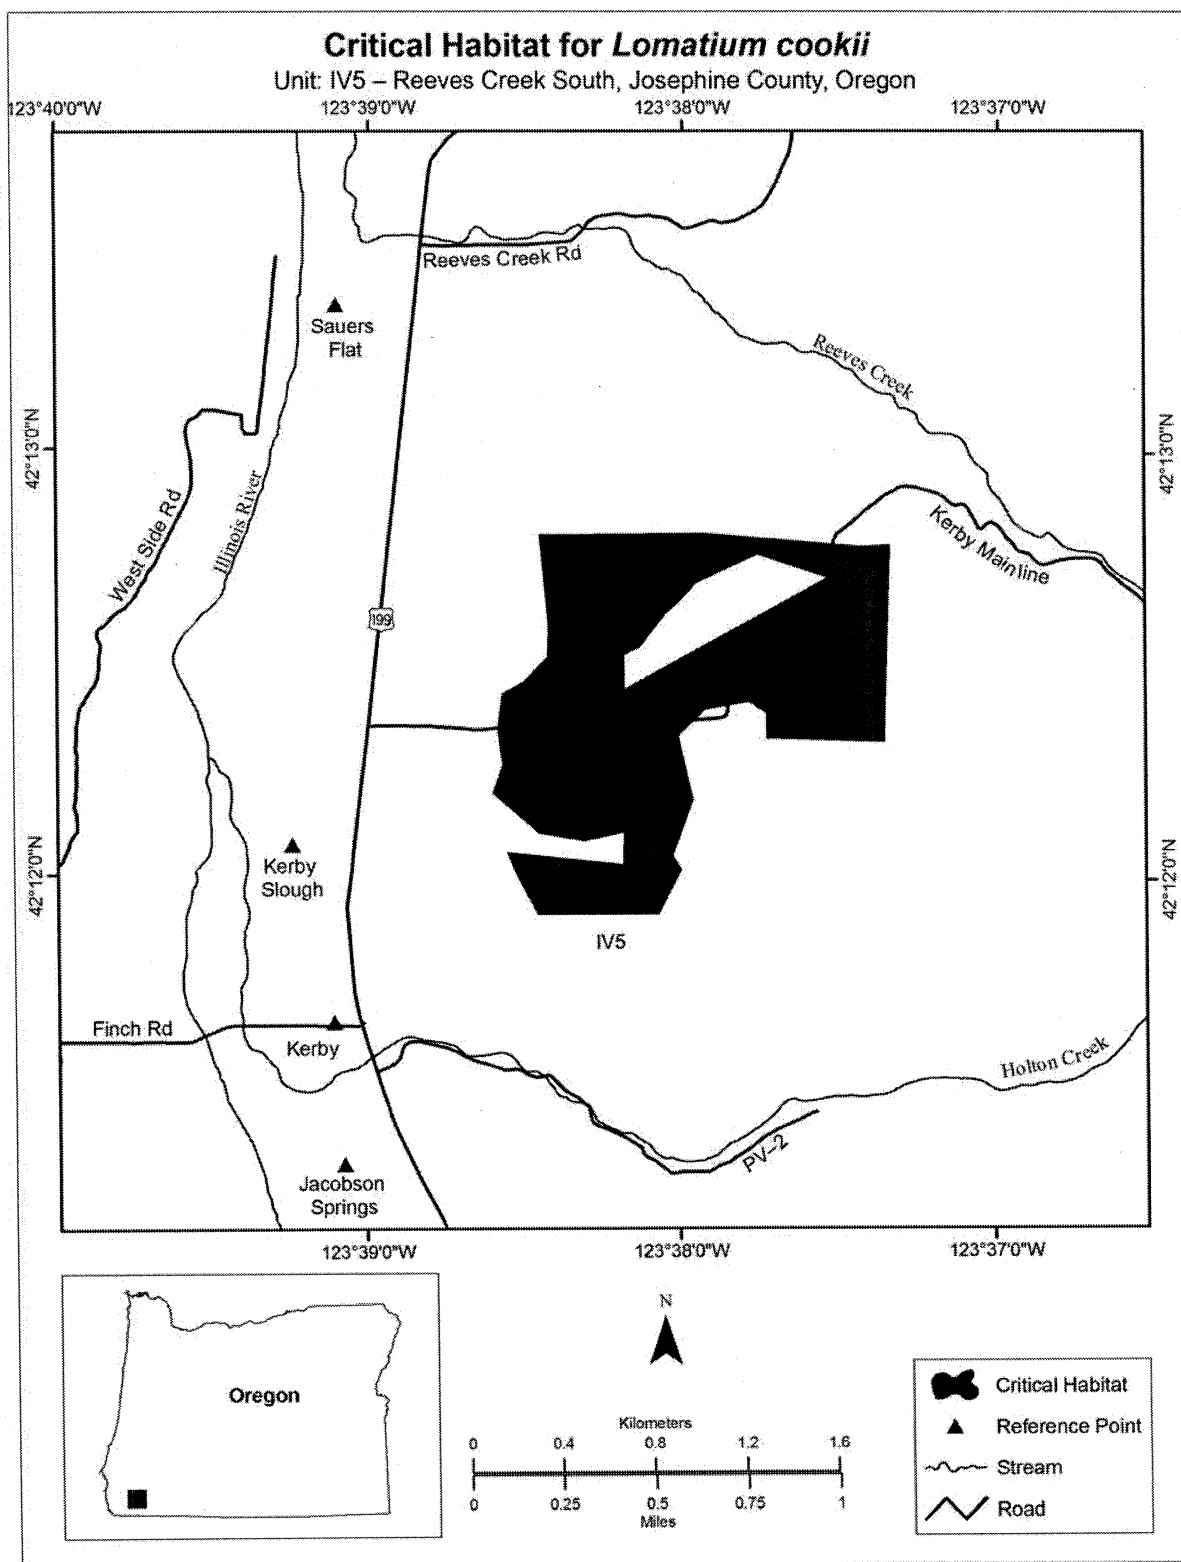 Critical Habitat for Lomatium cookii
Unit: IV5 – Reeves Creek South, Josephine County, Oregon
123°40'0"W
123°39'0"W
123°38'0"W
123°37'0"W
Reeves Creek Rd
Sauers
Flat
Reeves Creek
42°13'0"N
42°13'0"N
West Side Rd
Illinois River
Kerby Mainline
199
Kerby
Slough
42°12'0"N
42°12'0"N
IV5
Finch Rd
Kerby
Holton Creek
PV-2
Jacobson
Springs
123°39'0"W
123°38'0"W
123°37'0"W
Oregon
N
Kilometers
0 0.4 0.8 1.2 1.6
0 0.25 0.5 0.75 1
Miles
Critical Habitat
Reference Point
Stream
Road